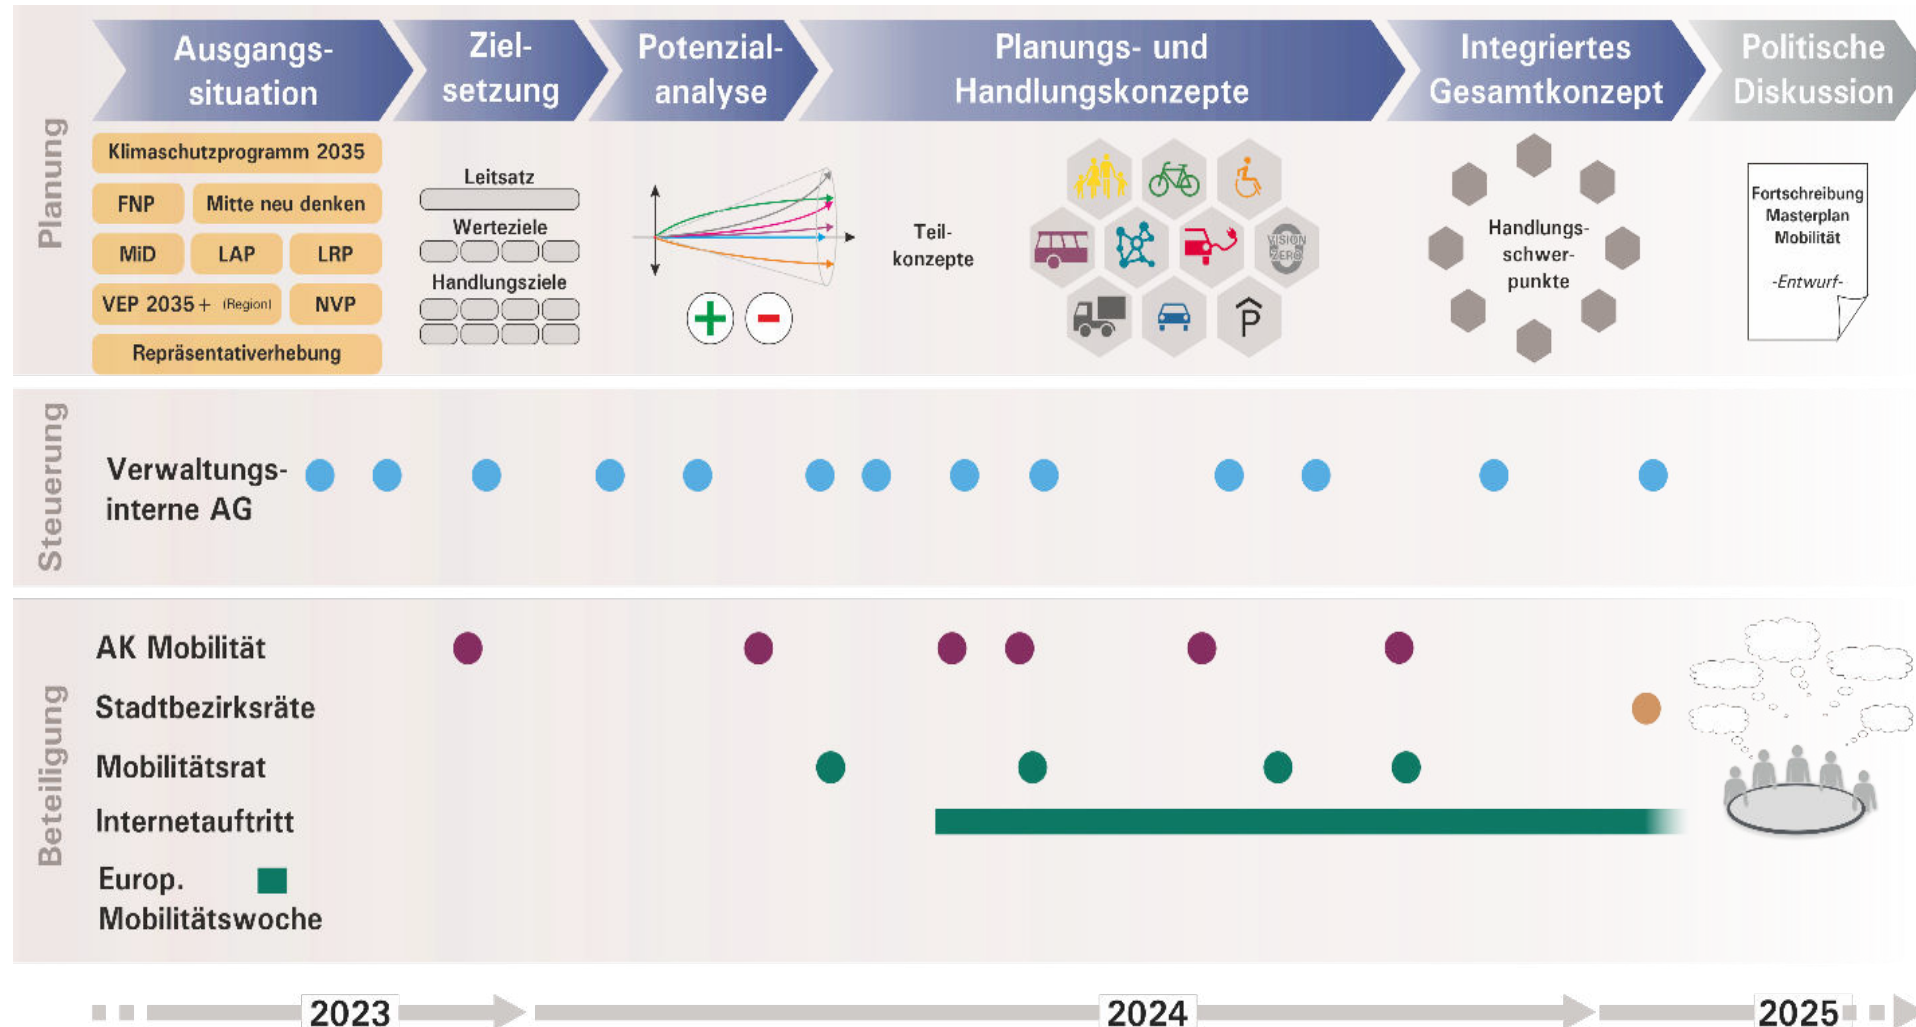 Ausgangs-
situation
Ziel-
setzung
Potenzial-
analyse
Planungs- und
Handlungskonzepte
Integriertes
Gesamtkonzept
Politische
Diskussion
Planung
Klimaschutzprogramm 2035
FNP
Mitte neu denken
MiD
LAP
LRP
VEP 2035+ (Region)
NVP
Repräsentativerhebung
Leitsatz
Werteziele
Handlungsziele
Teil-
konzepte
VISION
ZERO
P
Handlungs-
schwer-
punkte
Fortschreibung
Masterplan
Mobilität
-Entwurf-
Steuerung
Verwaltungs-
interne AG
Beteiligung
AK Mobilität
Stadtbezirksräte
Mobilitätsrat
Internetauftritt
Europ.
Mobilitätswoche
2023
2024
2025